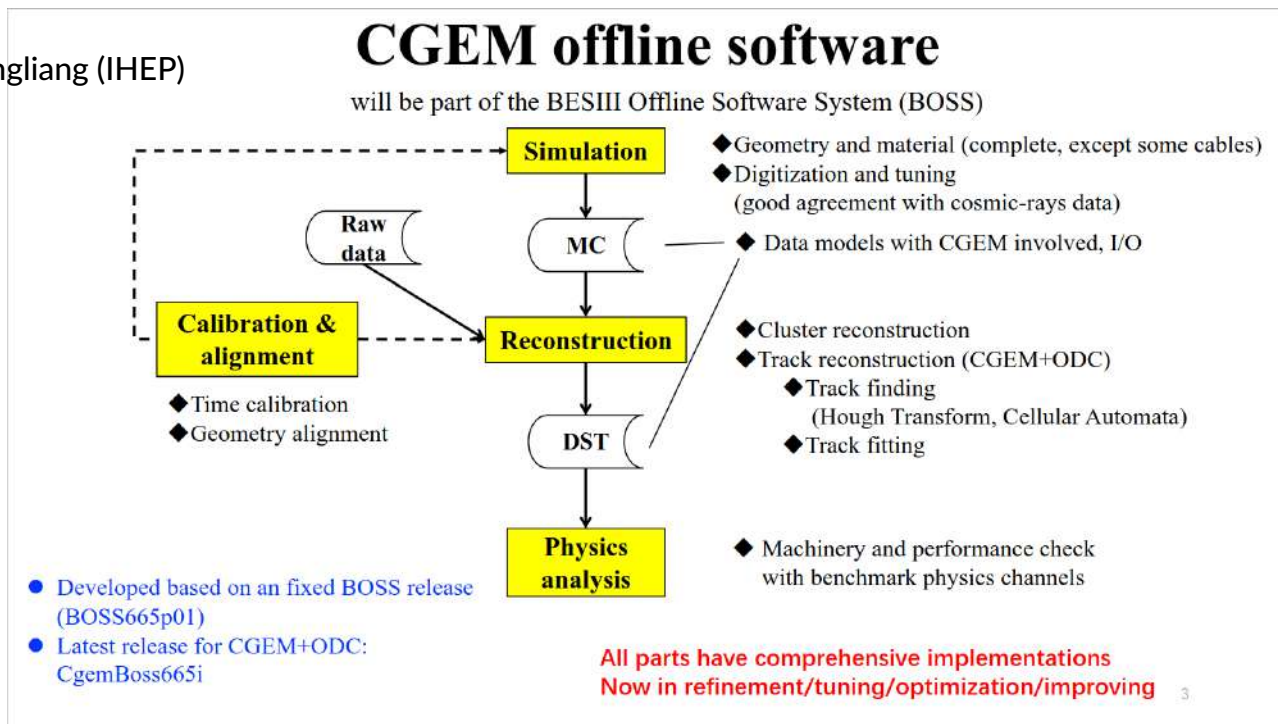 CGEM offline software
ngliang (IHEP)
will be part of the BESIII Offline Software System (BOSS)
Simulation
◆Geometry and material (complete, except some cables)
◆Digitization and tuning
(good agreement with cosmic-rays data)
Raw
data
MC
◆ Data models with CGEM involved, I/O
Calibration &
alignment
Reconstruction
◆Cluster reconstruction
◆Track reconstruction (CGEM+ODC)
◆Track finding
(Hough Transform, Cellular Automata)
◆Track fitting
◆Time calibration
◆Geometry alignment
DST
Physics
analysis
◆ Machinery and performance check
with benchmark physics channels
● Developed based on an fixed BOSS release
(BOSS665p01)
● Latest release for CGEM+ODC:
CgemBoss665i
All parts have comprehensive implementations
Now in refinement/tuning/optimization/improving
3